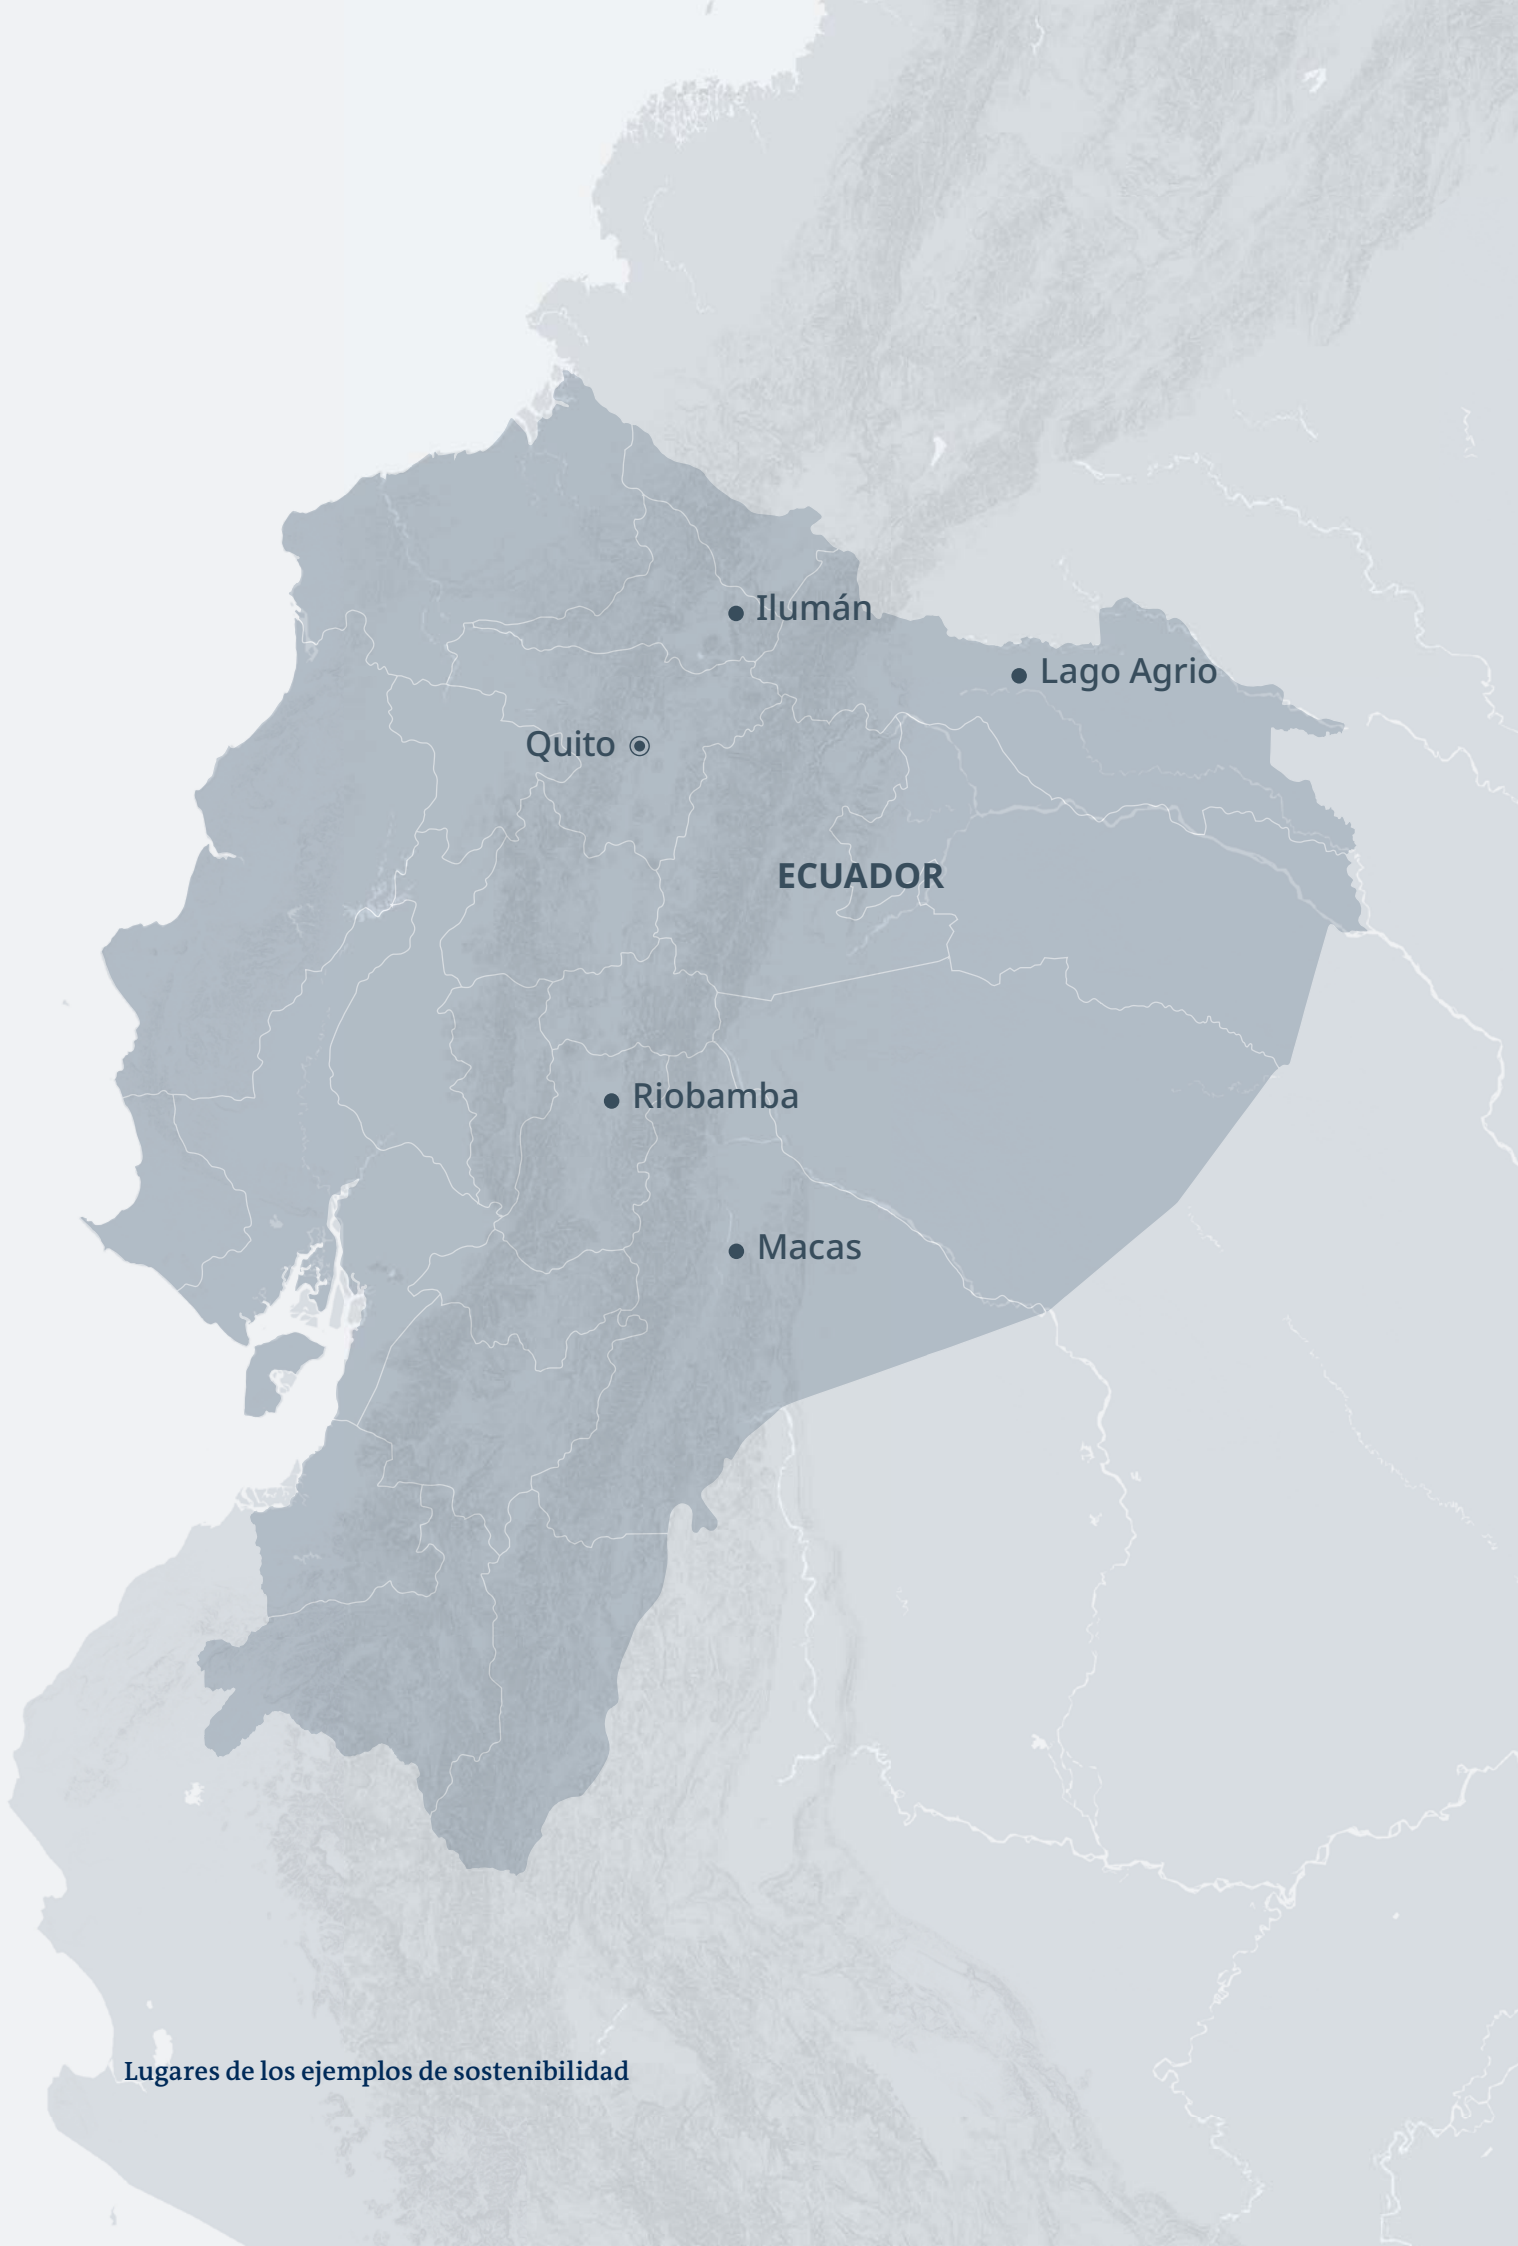 Ilumán
Lago Agrio
Quito
ECUADOR
Riobamba
Macas
Lugares de los ejemplos de sostenibilidad